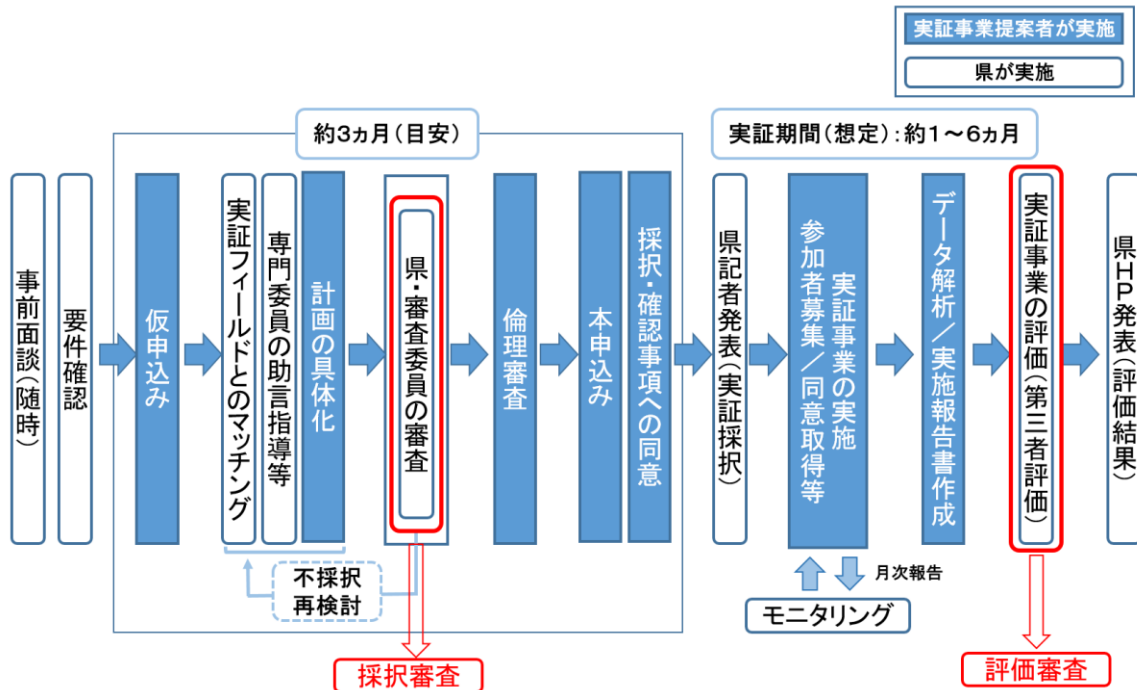 実証事業提案者が実施
県が実施
約3ヵ月(目安)
実証期間(想定):約1～6ヵ月
事前面談(随時)
要件確認
仮申込み
実証フィールドとのマッチング
専門委員の助言指導等
計画の具体化
県・審査委員の審査
倫理審査
本申込み
採択・確認事項への同意
県記者発表(実証採択)
実証事業の実施
参加者募集/同意取得等
データ解析/実施報告書作成
実証事業の評価(第三者評価)
県HP発表(評価結果)
不採択
再検討
月次報告
モニタリング
採択審査
評価審査